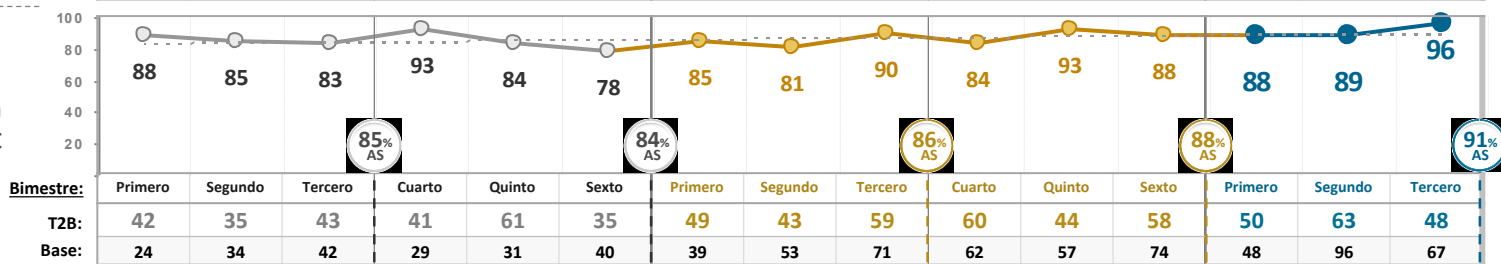 100
80
60
40
20
88 85 83 93 84 78 85 81 90 84 93 88 88 89 96
85% AS 84% AS 86% AS 88% AS 91% AS
Bimestre: Primero Segundo Tercero Cuarto Quinto Sexto Primero Segundo Tercero Cuarto Quinto Sexto Primero Segundo Tercero
T2B: 42 35 43 41 61 35 49 43 59 60 44 58 50 63 48
Base: 24 34 42 29 31 40 39 53 71 62 57 74 48 96 67